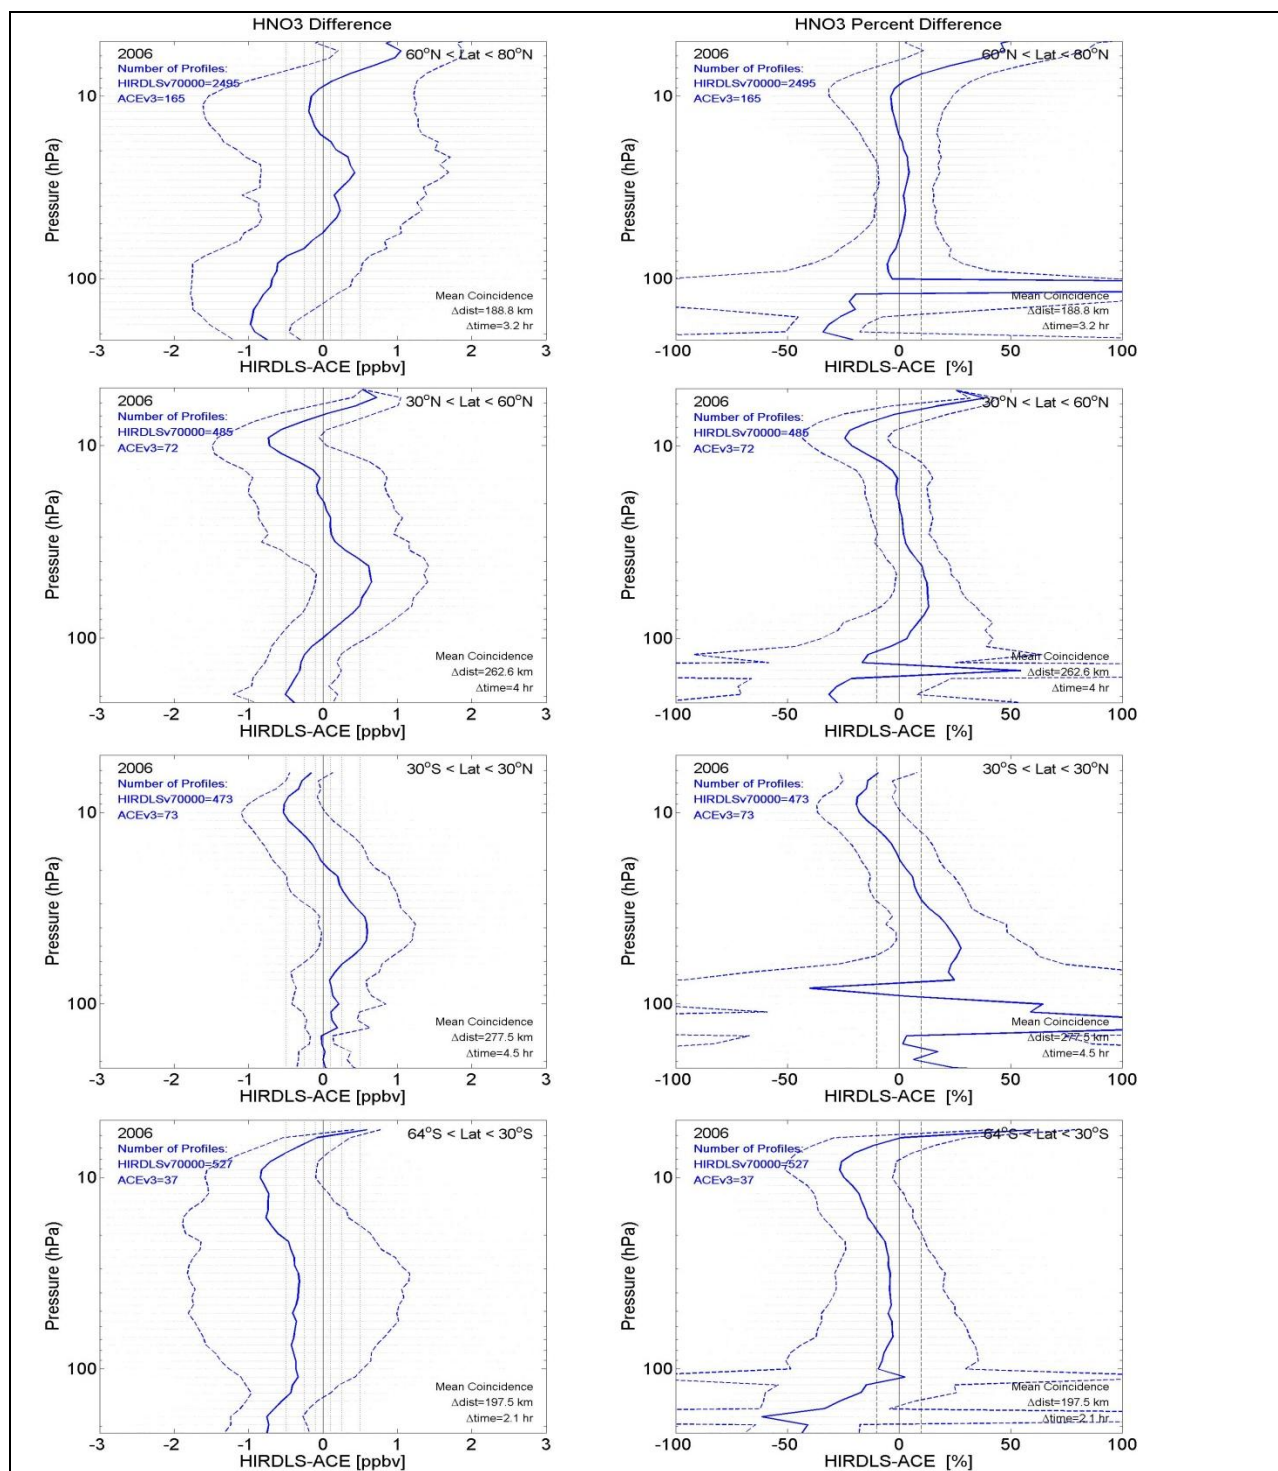 HNO3 Difference
HNO3 Percent Difference
2006
60°N < Lat < 80°N
Number of Profiles:
HIRDLSv70000=2495
ACEv3=165
10
100
Pressure (hPa)
Mean Coincidence
Δdist=188.8 km
Δtime=3.2 hr
-3 -2 -1 0 1 2 3
HIRDLS-ACE [ppbv]
2006
60°N < Lat < 80°N
Number of Profiles:
HIRDLSv70000=2495
ACEv3=165
10
100
Pressure (hPa)
Mean Coincidence
Δdist=188.8 km
Δtime=3.2 hr
-100 -50 0 50 100
HIRDLS-ACE [%]
2006
30°N < Lat < 60°N
Number of Profiles:
HIRDLSv70000=485
ACEv3=72
10
100
Pressure (hPa)
Mean Coincidence
Δdist=262.6 km
Δtime=4 hr
-3 -2 -1 0 1 2 3
HIRDLS-ACE [ppbv]
2006
30°N < Lat < 60°N
Number of Profiles:
HIRDLSv70000=485
ACEv3=72
10
100
Pressure (hPa)
Mean Coincidence
Δdist=262.6 km
Δtime=4 hr
-100 -50 0 50 100
HIRDLS-ACE [%]
2006
30°S < Lat < 30°N
Number of Profiles:
HIRDLSv70000=473
ACEv3=73
10
100
Pressure (hPa)
Mean Coincidence
Δdist=277.5 km
Δtime=4.5 hr
-3 -2 -1 0 1 2 3
HIRDLS-ACE [ppbv]
2006
30°S < Lat < 30°N
Number of Profiles:
HIRDLSv70000=473
ACEv3=73
10
100
Pressure (hPa)
Mean Coincidence
Δdist=277.5 km
Δtime=4.5 hr
-100 -50 0 50 100
HIRDLS-ACE [%]
2006
64°S < Lat < 30°S
Number of Profiles:
HIRDLSv70000=527
ACEv3=37
10
100
Pressure (hPa)
Mean Coincidence
Δdist=197.5 km
Δtime=2.1 hr
-3 -2 -1 0 1 2 3
HIRDLS-ACE [ppbv]
2006
64°S < Lat < 30°S
Number of Profiles:
HIRDLSv70000=527
ACEv3=37
10
100
Pressure (hPa)
Mean Coincidence
Δdist=197.5 km
Δtime=2.1 hr
-100 -50 0 50 100
HIRDLS-ACE [%]